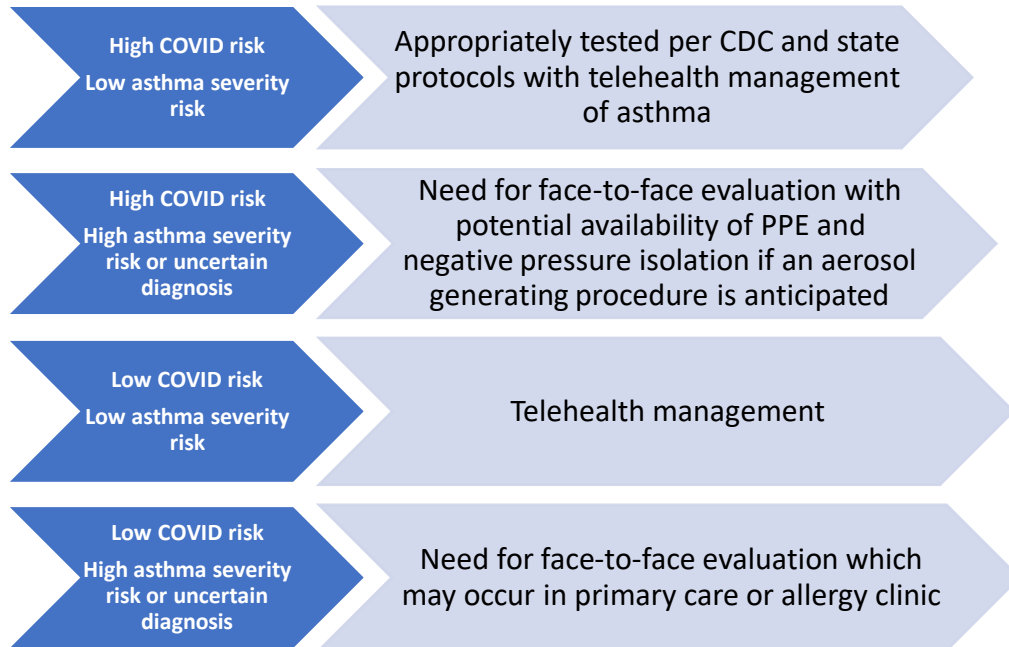 High COVID risk
Low asthma severity
risk
Appropriately tested per CDC and state
protocols with telehealth management
of asthma
High COVID risk
High asthma severity
risk or uncertain
diagnosis
Need for face-to-face evaluation with
potential availability of PPE and
negative pressure isolation if an aerosol
generating procedure is anticipated
Low COVID risk
Low asthma severity
risk
Telehealth management
Low COVID risk
High asthma severity
risk or uncertain
diagnosis
Need for face-to-face evaluation which
may occur in primary care or allergy clinic